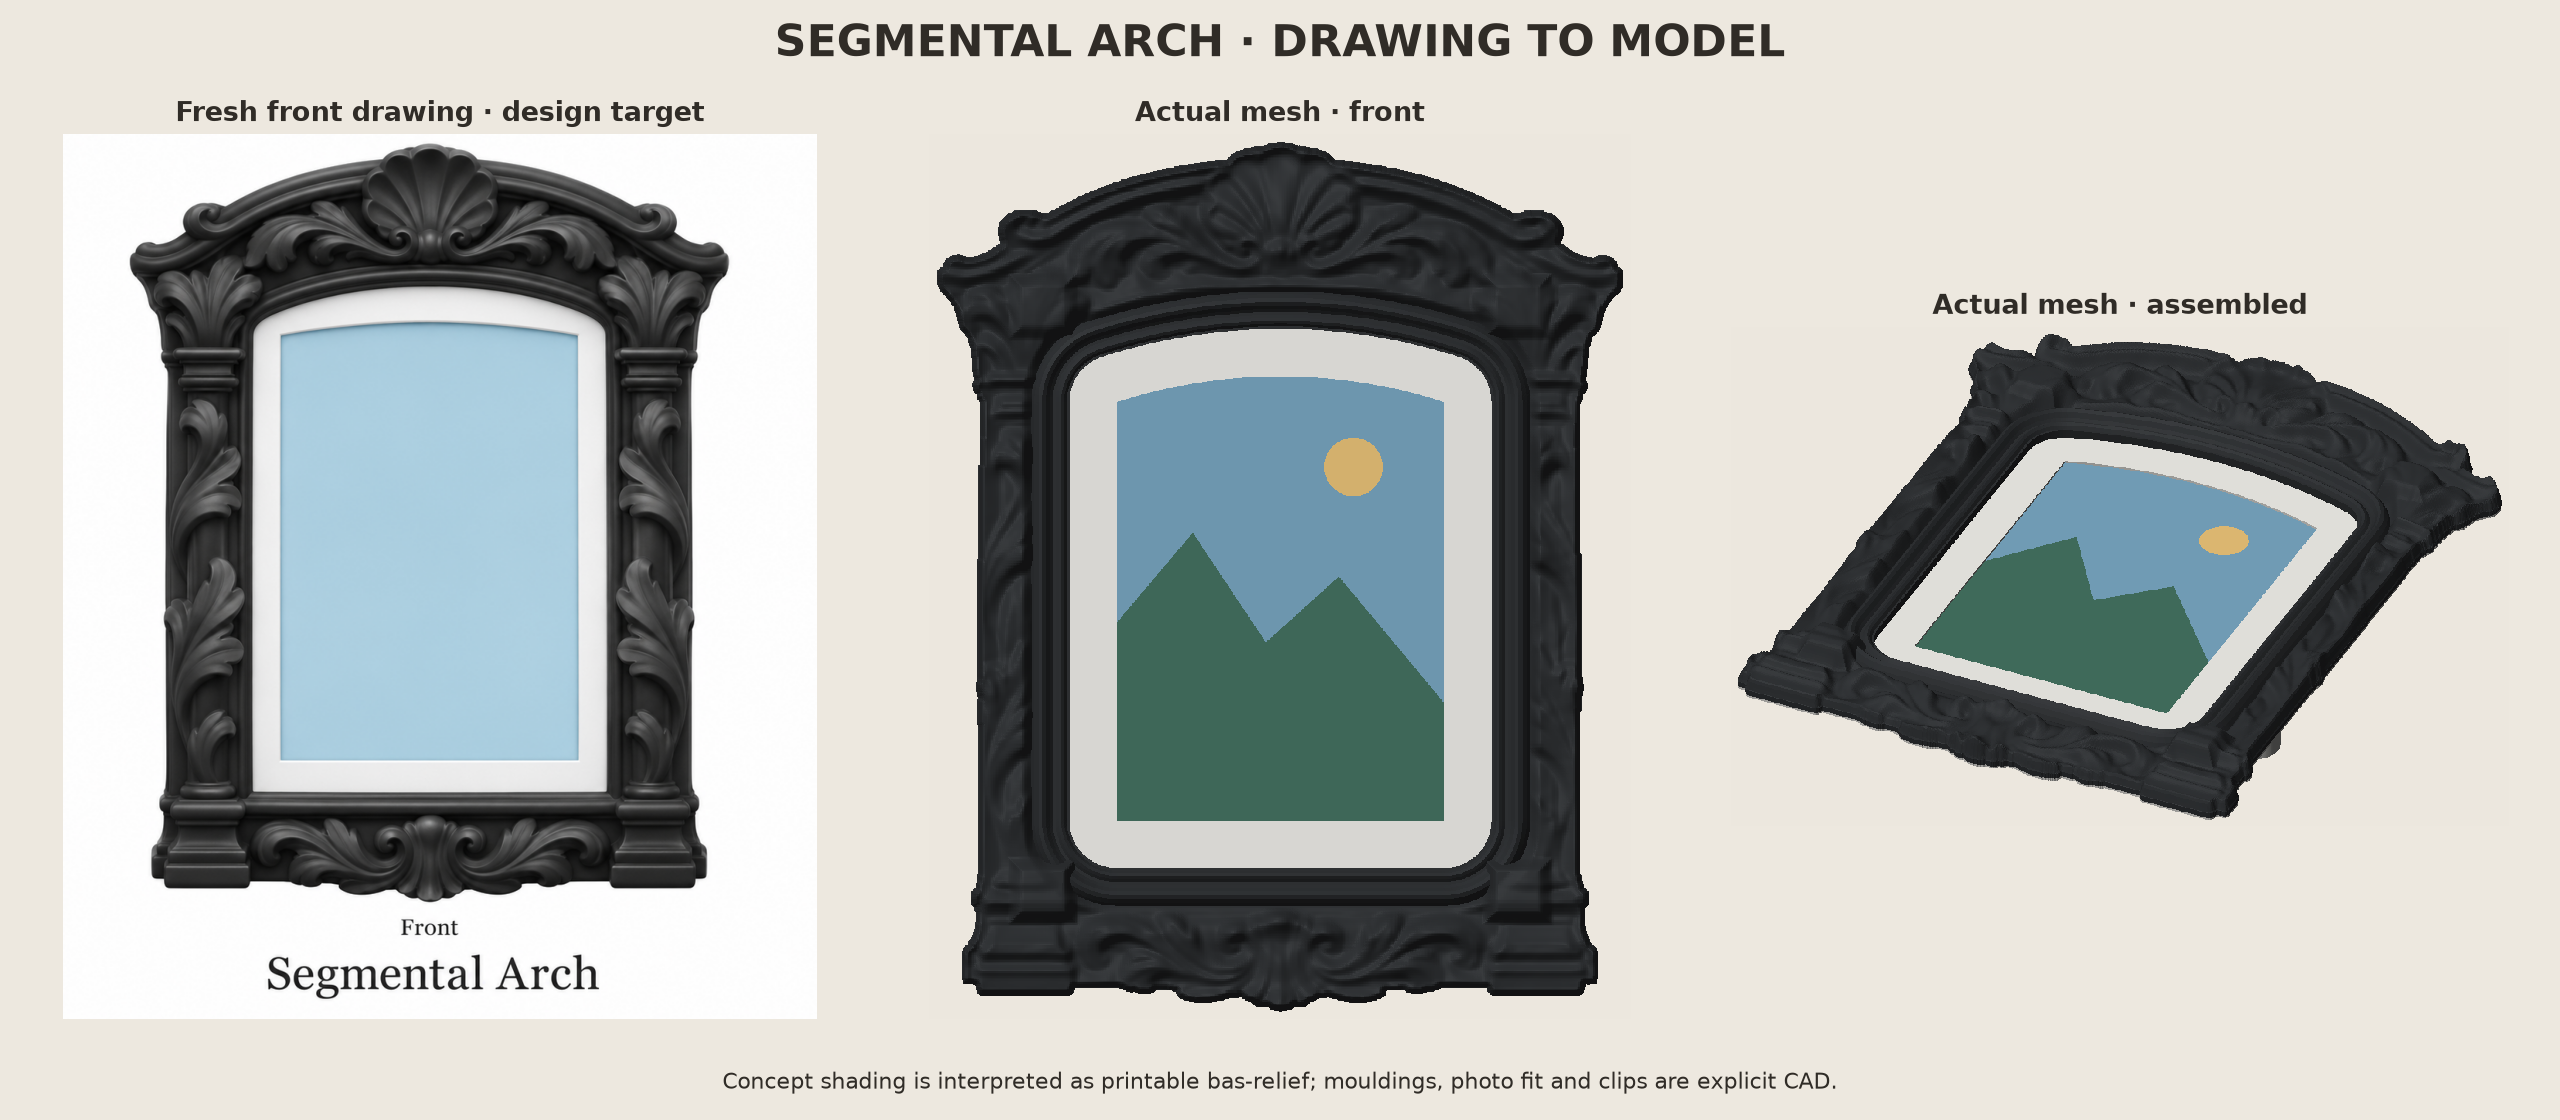 SEGMENTAL ARCH · DRAWING TO MODEL
Fresh front drawing · design target
Actual mesh · front
Actual mesh · assembled
Front
Segmental Arch
Concept shading is interpreted as printable bas-relief; mouldings, photo fit and clips are explicit CAD.